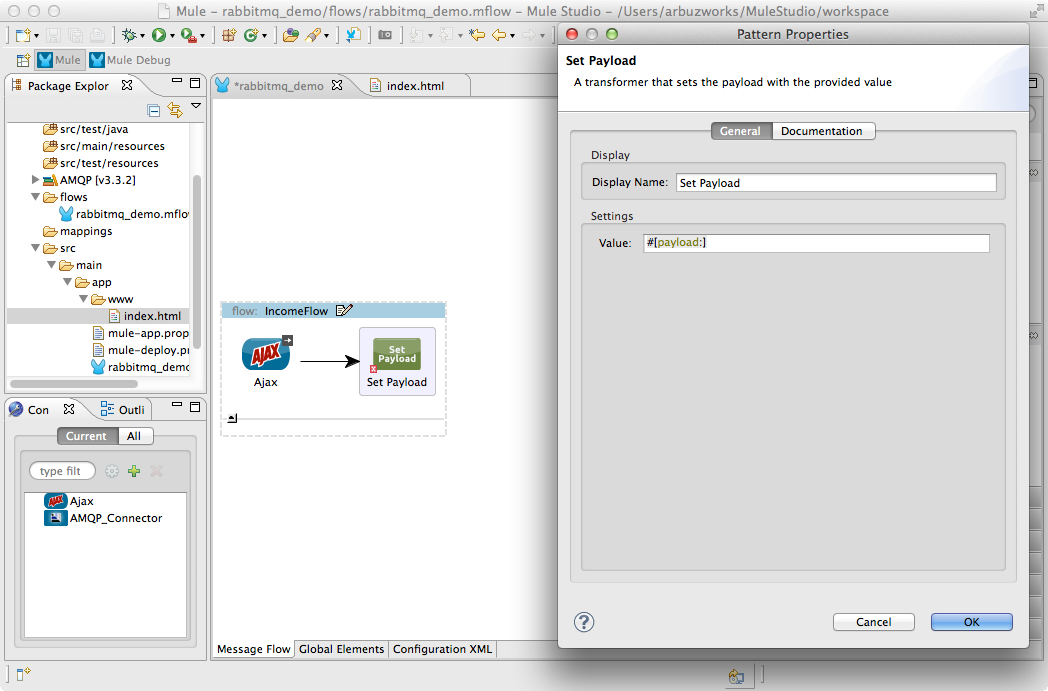 Mule – rabbitmq_demo/flows/rabbitmq_demo.mflow – Mule Studio – /Users/arbuzworks/MuleStudio/workspace
Mule
Mule Debug
Package Explor
src/test/java
src/main/resources
src/test/resources
AMQP [v3.3.2]
flows
rabbitmq_demo.mflow
mappings
src
main
app
www
index.html
mule-app.prop
mule-deploy.pr
rabbitmq_demo
Con
Outli
Current
All
type filt
Ajax
AMQP_Connector
*rabbitmq_demo
index.html
flow: IncomeFlow
AJAX
Ajax
Set
Payload
Set Payload
Message Flow
Global Elements
Configuration XML
Pattern Properties
Set Payload
A transformer that sets the payload with the provided value
General
Documentation
Display
Display Name:
Set Payload
Settings
Value:
#[payload:]
?
Cancel
OK